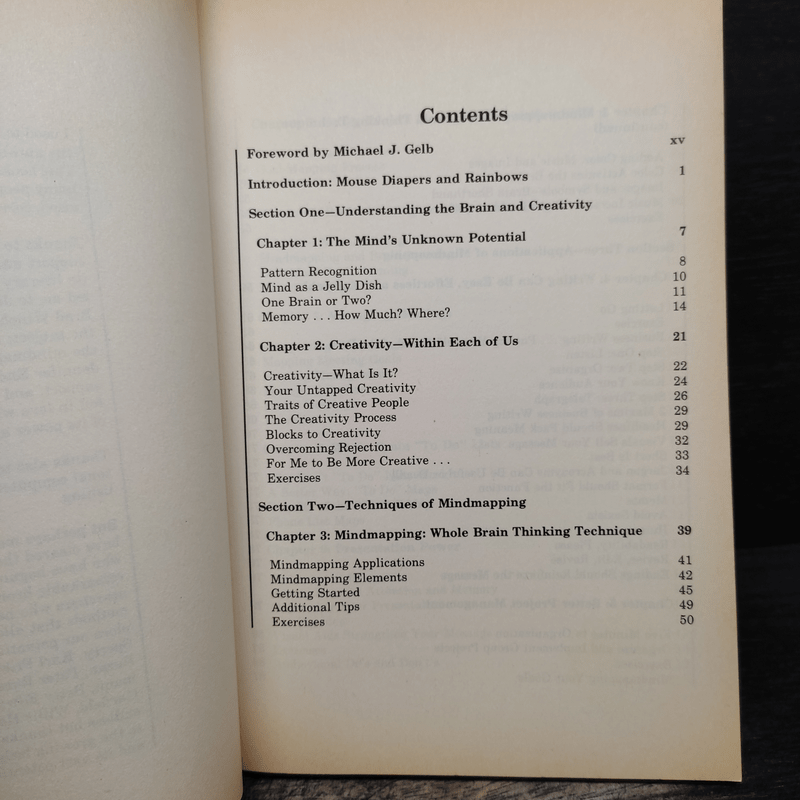 Contents
Foreword by Michael J. Gelb xv
Introduction: Mouse Diapers and Rainbows 1
Section One—Understanding the Brain and Creativity
Chapter 1: The Mind's Unknown Potential 7
Pattern Recognition 8
Mind as a Jelly Dish 10
One Brain or Two? 11
Memory . . . How Much? Where? 14
Chapter 2: Creativity—Within Each of Us 21
Creativity—What Is It? 22
Your Untapped Creativity 24
Traits of Creative People 26
The Creativity Process 29
Blocks to Creativity 29
Overcoming Rejection 32
For Me to Be More Creative . . . 33
Exercises 34
Section Two—Techniques of Mindmapping
Chapter 3: Mindmapping: Whole Brain Thinking Technique 39
Mindmapping Applications 41
Mindmapping Elements 42
Getting Started 45
Additional Tips 49
Exercises 50